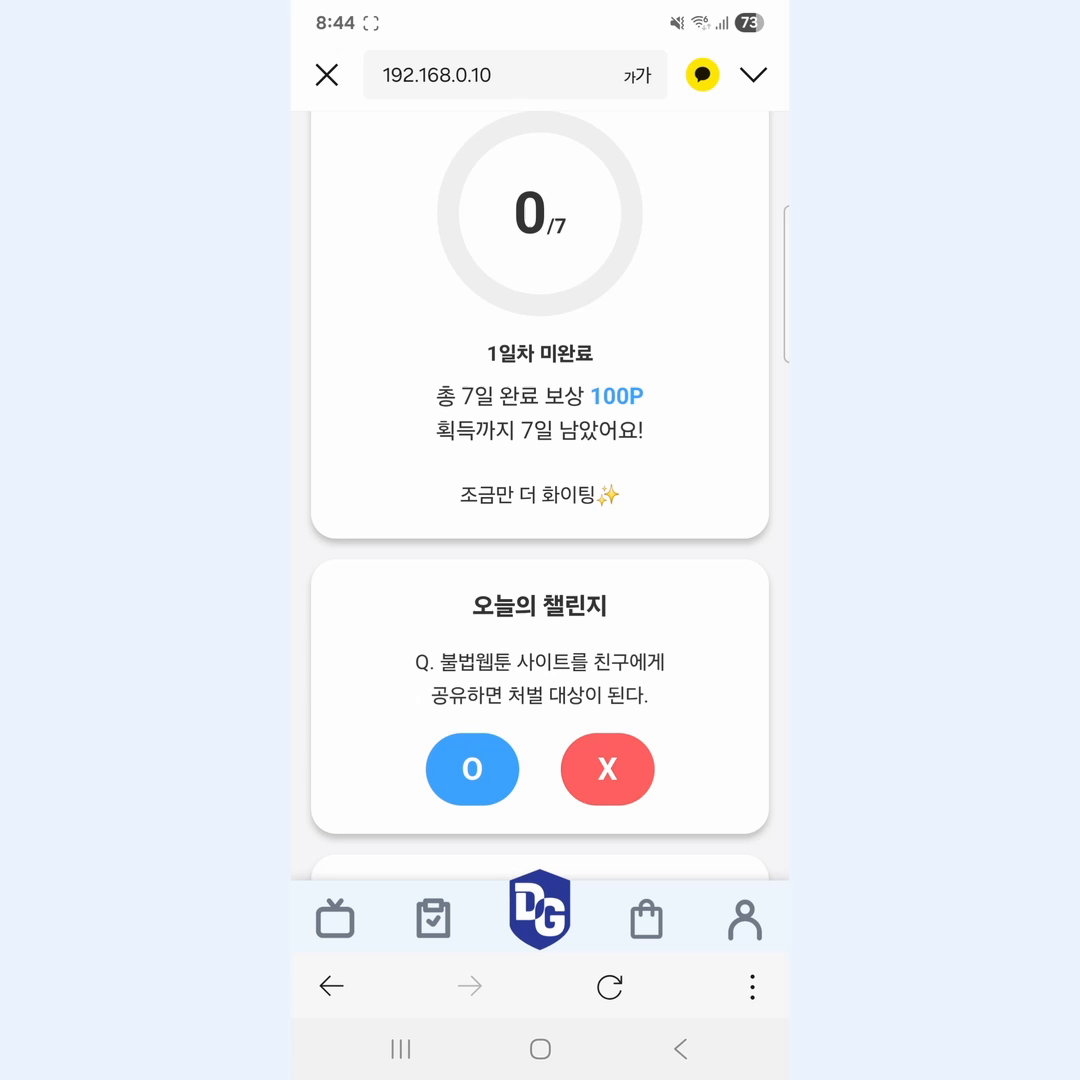 8:44
73
192.168.0.10
가가
0/7
1일차 미완료
총 7일 완료 보상 100P
획득까지 7일 남았어요!
조금만 더 화이팅✨
오늘의 챌린지
Q. 불법웹툰 사이트를 친구에게
공유하면 처벌 대상이 된다.
O
X
DG